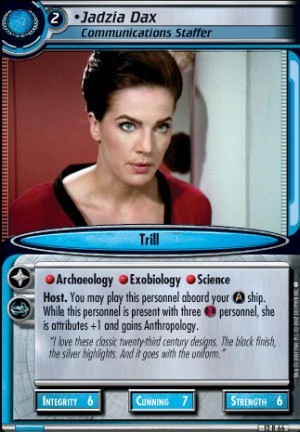 2 •Jadzia Dax
Communications Staffer
Trill
Archaeology Exobiology Science
Host. You may play this personnel aboard your A ship.
While this personnel is present with three personnel, she
is attributes +1 and gains Anthropology.
"I love these classic twenty-third century designs. The black finish,
the silver highlights. And it goes with the uniform."
INTEGRITY 6 CUNNING 7 STRENGTH 6
12 R 65